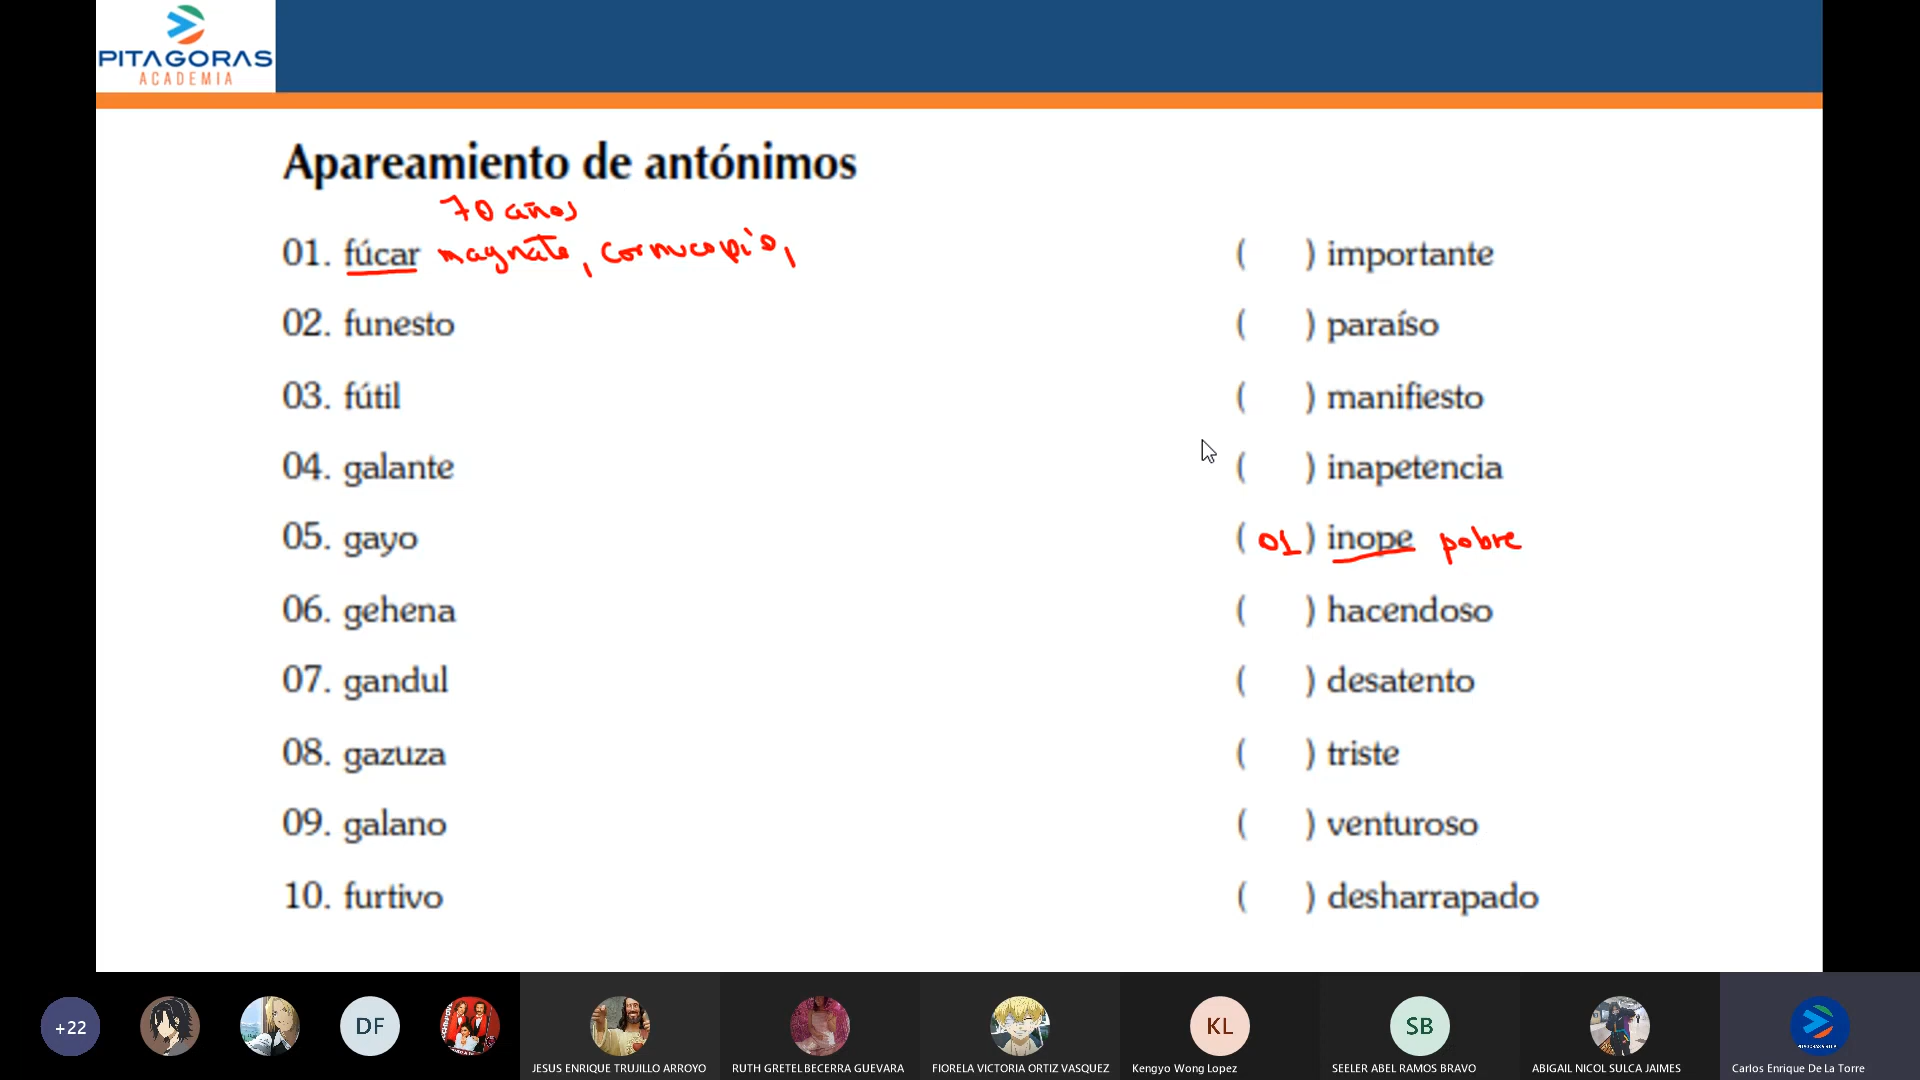 PITAGORAS
ACADEMIA
Apareamiento de antónimos
70 años
01. fúcar magnate, cornucopia,
( ) importante
02. funesto
( ) paraíso
03. fútil
( ) manifiesto
04. galante
( ) inapetencia
05. gayo
( 01 ) inope pobre
06. gehena
( ) hacendoso
07. gandul
( ) desatento
08. gazuza
( ) triste
09. galano
( ) venturoso
10. furtivo
( ) desharrapado
+22
DF
KL
SB
JESUS ENRIQUE TRUJILLO ARROYO
RUTH GRETEL BECERRA GUEVARA
FIORELA VICTORIA ORTIZ VASQUEZ
Kengyo Wong Lopez
SEELER ABEL RAMOS BRAVO
ABIGAIL NICOL SULCA JAIMES
Carlos Enrique De La Torre